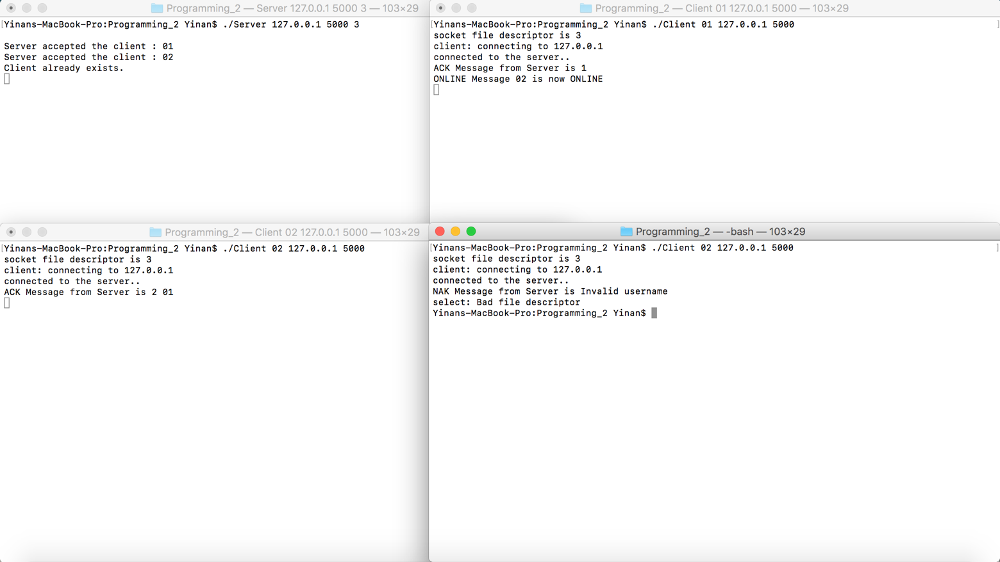 Programming_2 — Server 127.0.0.1 5000 3 — 103×29
[Yinans-MacBook-Pro:Programming_2 Yinan$ ./Server 127.0.0.1 5000 3
Server accepted the client : 01
Server accepted the client : 02
Client already exists.
Programming_2 — Client 01 127.0.0.1 5000 — 103×29
[Yinans-MacBook-Pro:Programming_2 Yinan$ ./Client 01 127.0.0.1 5000 ]
socket file descriptor is 3
client: connecting to 127.0.0.1
connected to the server..
ACK Message from Server is 1
ONLINE Message 02 is now ONLINE
Programming_2 — Client 02 127.0.0.1 5000 — 103×29
[Yinans-MacBook-Pro:Programming_2 Yinan$ ./Client 02 127.0.0.1 5000
socket file descriptor is 3
client: connecting to 127.0.0.1
connected to the server..
ACK Message from Server is 2 01
Programming_2 — -bash — 103×29
[Yinans-MacBook-Pro:Programming_2 Yinan$ ./Client 02 127.0.0.1 5000 ]
socket file descriptor is 3
client: connecting to 127.0.0.1
connected to the server..
NAK Message from Server is Invalid username
select: Bad file descriptor
Yinans-MacBook-Pro:Programming_2 Yinan$